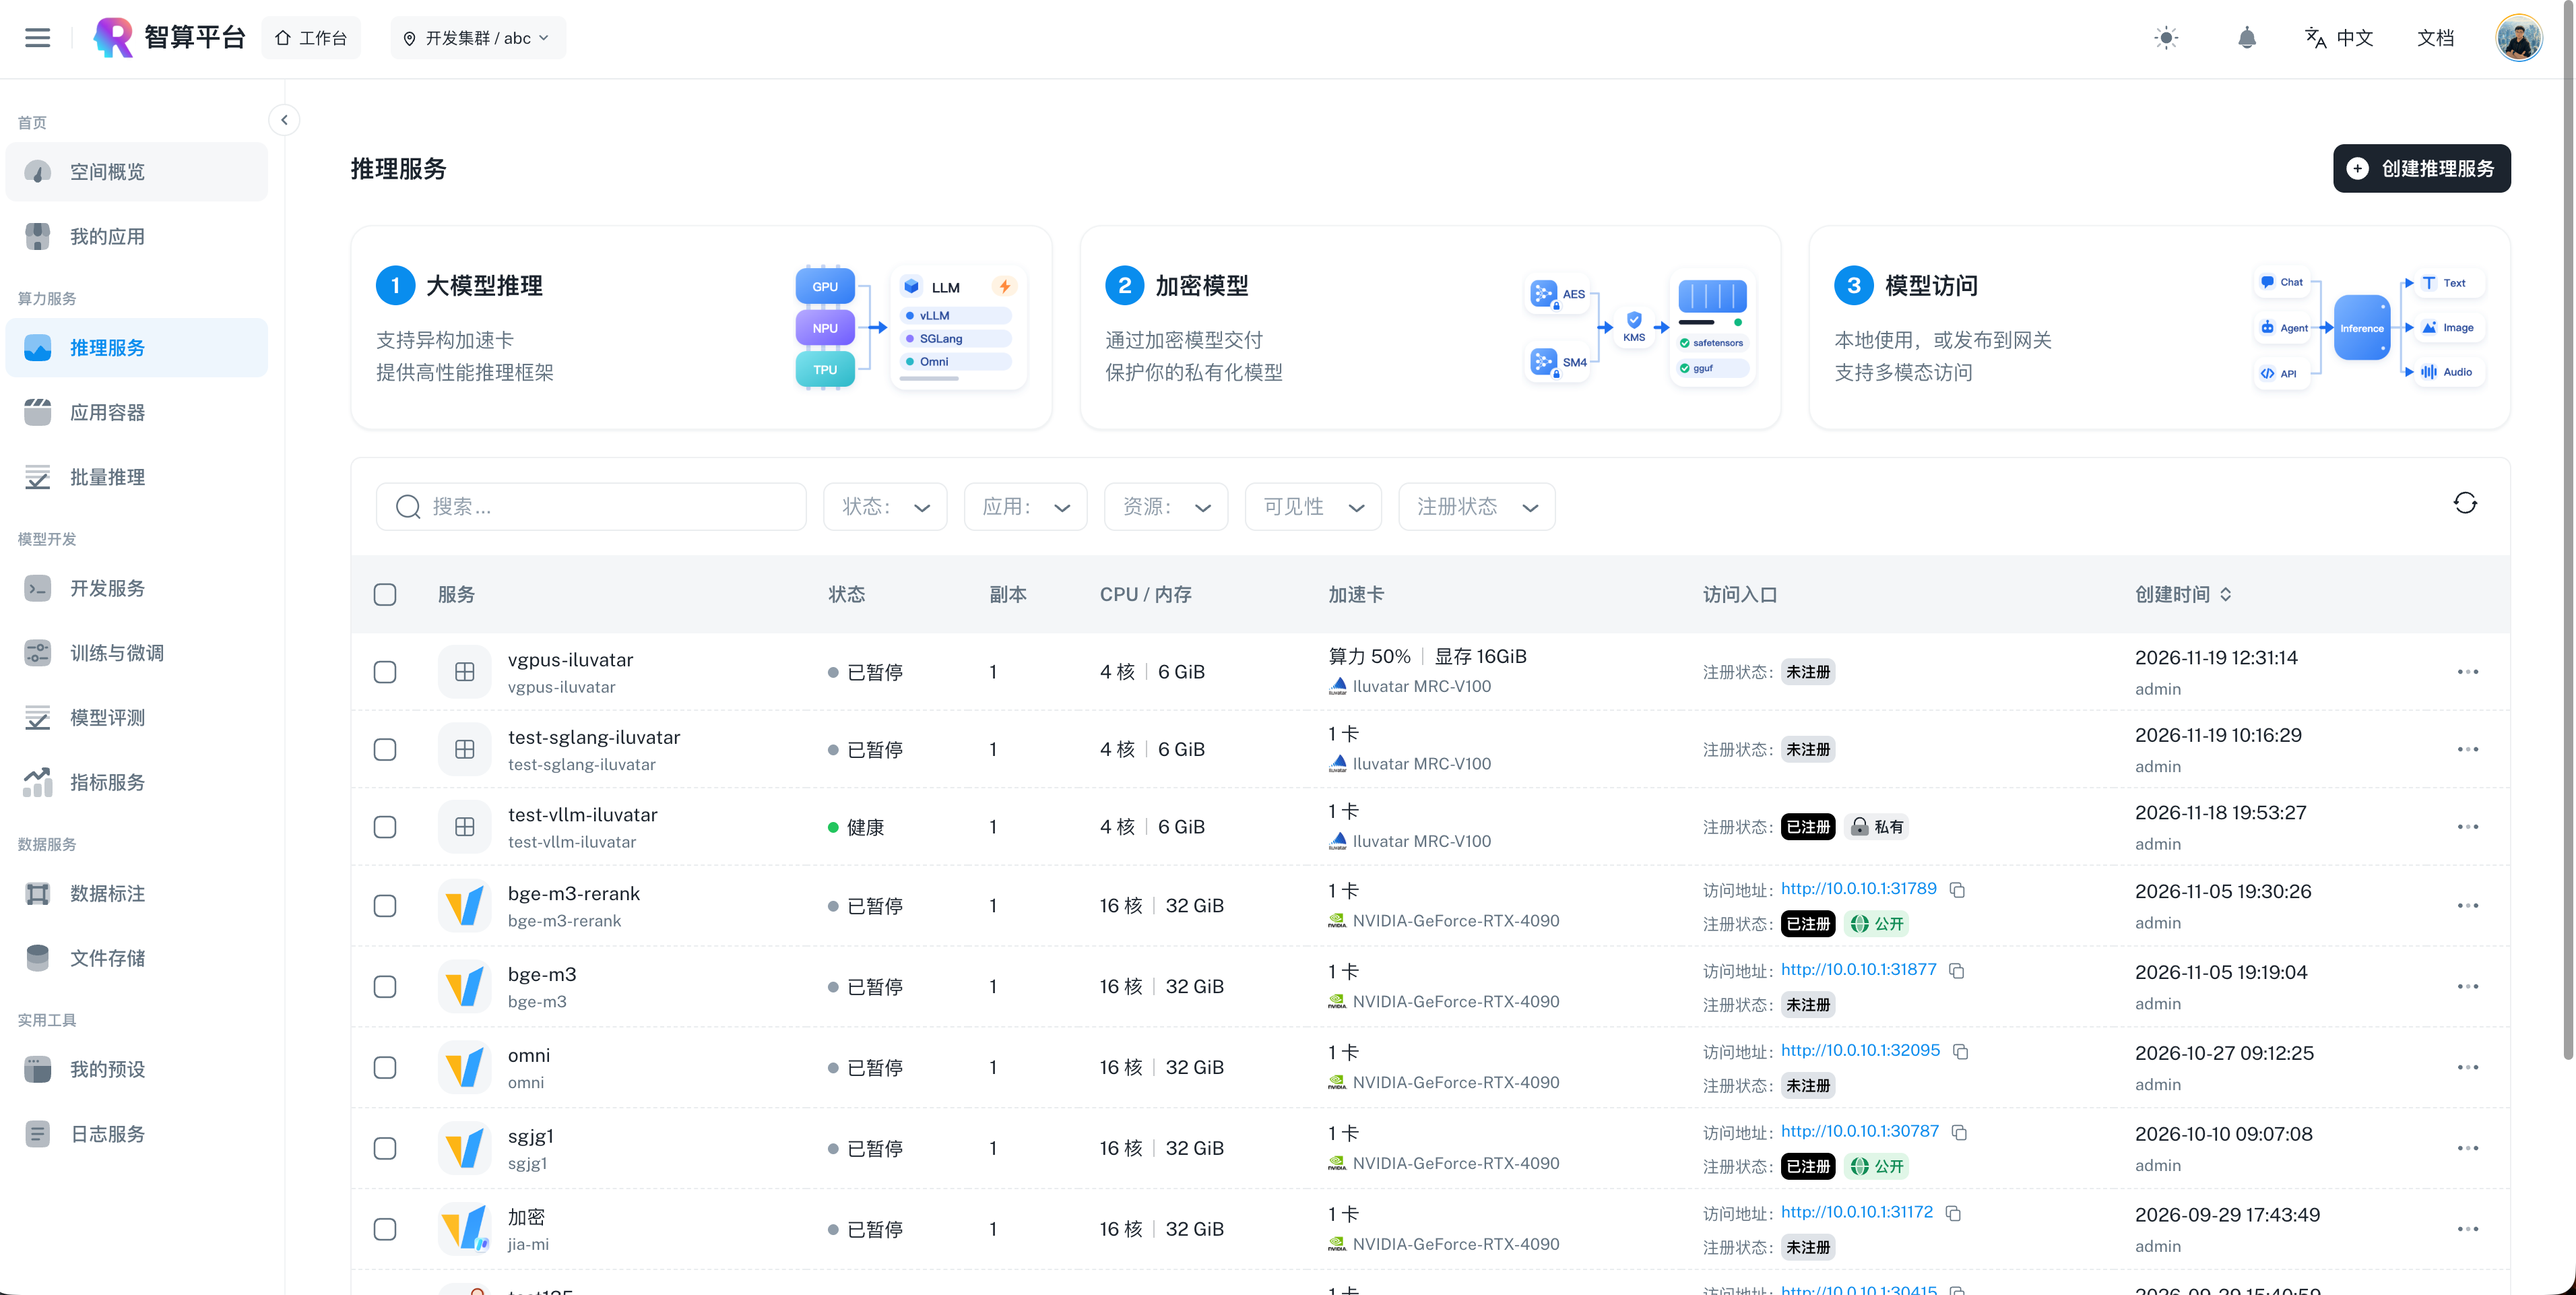 智算平台
工作台
开发集群 / abc
中文
文档
首页
空间概览
我的应用
算力服务
推理服务
应用容器
批量推理
模型开发
开发服务
训练与微调
模型评测
指标服务
数据服务
数据标注
文件存储
实用工具
我的预设
日志服务
推理服务
创建推理服务
1 大模型推理
支持异构加速卡
提供高性能推理框架
GPU
NPU
TPU
LLM
vLLM
SGLang
Omni
2 加密模型
通过加密模型交付
保护你的私有化模型
AES
SM4
KMS
safetensors
gguf
3 模型访问
本地使用，或发布到网关
支持多模态访问
Chat
Agent
API
Inference
Text
Image
Audio
搜索...
状态：
应用：
资源：
可见性
注册状态
服务 状态 副本 CPU / 内存 加速卡 访问入口 创建时间
vgpus-iluvatar
vgpus-iluvatar
已暂停
1
4 核 | 6 GiB
算力 50% | 显存 16GiB
Iluvatar MRC-V100
注册状态： 未注册
2026-11-19 12:31:14
admin
test-sglang-iluvatar
test-sglang-iluvatar
已暂停
1
4 核 | 6 GiB
1 卡
Iluvatar MRC-V100
注册状态： 未注册
2026-11-19 10:16:29
admin
test-vllm-iluvatar
test-vllm-iluvatar
健康
1
4 核 | 6 GiB
1 卡
Iluvatar MRC-V100
注册状态： 已注册 私有
2026-11-18 19:53:27
admin
bge-m3-rerank
bge-m3-rerank
已暂停
1
16 核 | 32 GiB
1 卡
NVIDIA-GeForce-RTX-4090
访问地址： http://10.0.10.1:31789
注册状态： 已注册 公开
2026-11-05 19:30:26
admin
bge-m3
bge-m3
已暂停
1
16 核 | 32 GiB
1 卡
NVIDIA-GeForce-RTX-4090
访问地址： http://10.0.10.1:31877
注册状态： 未注册
2026-11-05 19:19:04
admin
omni
omni
已暂停
1
16 核 | 32 GiB
1 卡
NVIDIA-GeForce-RTX-4090
访问地址： http://10.0.10.1:32095
注册状态： 未注册
2026-10-27 09:12:25
admin
sgjg1
sgjg1
已暂停
1
16 核 | 32 GiB
1 卡
NVIDIA-GeForce-RTX-4090
访问地址： http://10.0.10.1:30787
注册状态： 已注册 公开
2026-10-10 09:07:08
admin
加密
jia-mi
已暂停
1
16 核 | 32 GiB
1 卡
NVIDIA-GeForce-RTX-4090
访问地址： http://10.0.10.1:31172
注册状态： 未注册
2026-09-29 17:43:49
admin
1 卡
访问地址： http://10.0.10.1:30415